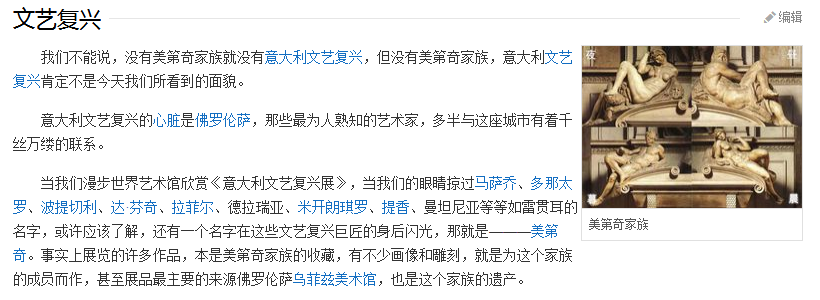 文艺复兴
编辑
我们不能说，没有美第奇家族就没有意大利文艺复兴，但没有美第奇家族，意大利文艺
复兴肯定不是今天我们所看到的面貌。
意大利文艺复兴的心脏是佛罗伦萨，那些最为人熟知的艺术家，多半与这座城市有着千
丝万缕的联系。
当我们漫步世界艺术馆欣赏《意大利文艺复兴展》，当我们的眼睛掠过马萨乔、多那太
罗、波提切利、达·芬奇、拉菲尔、德拉瑞亚、米开朗琪罗、提香、曼坦尼亚等等如雷贯耳的
名字，或许应该了解，还有一个名字在这些文艺复兴巨匠的身后闪光，那就是———美第
奇。事实上展览的许多作品，本是美第奇家族的收藏，有不少画像和雕刻，就是为这个家族
的成员而作，甚至展品最主要的来源佛罗伦萨乌菲兹美术馆，也是这个家族的遗产。
夜 昼
暮 晨
美第奇家族